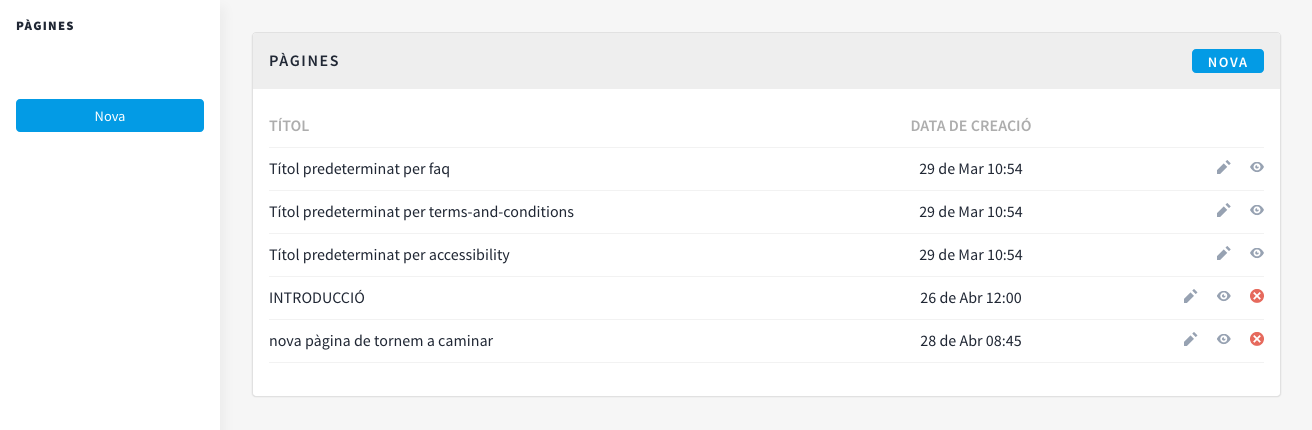 PÀGINES
Nova
PÀGINES
NOVA
TÍTOL DATA DE CREACIÓ
Títol predeterminat per faq 29 de Mar 10:54
Títol predeterminat per terms-and-conditions 29 de Mar 10:54
Títol predeterminat per accessibility 29 de Mar 10:54
INTRODUCCIÓ 26 de Abr 12:00
nova pàgina de tornem a caminar 28 de Abr 08:45